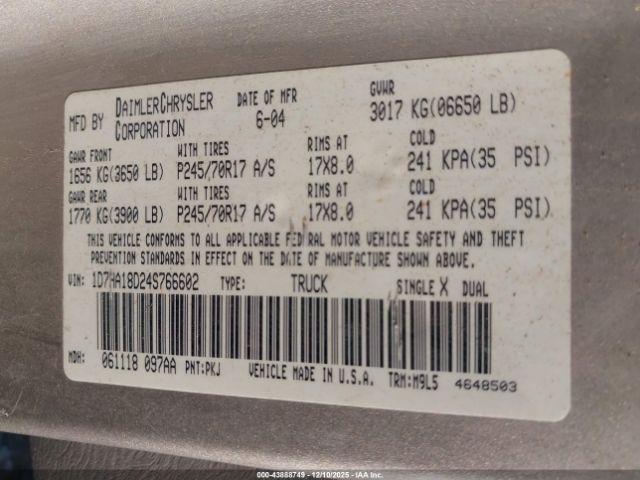 MFD BY DAIMLERCHRYSLER CORPORATION DATE OF MFR 6-04 GVWR 3017 KG(06650 LB)
GAWR FRONT WITH TIRES RIMS AT COLD
1656 KG(3650 LB) P245/70R17 A/S 17X8.0 241 KPA(35 PSI)
GAWR REAR WITH TIRES RIMS AT COLD
1770 KG(3900 LB) P245/70R17 A/S 17X8.0 241 KPA(35 PSI)
THIS VEHICLE CONFORMS TO ALL APPLICABLE FEDERAL MOTOR VEHICLE SAFETY AND THEFT
PREVENTION STANDARDS IN EFFECT ON THE DATE OF MANUFACTURE SHOWN ABOVE.
VIN: 1D7HA18D24S766602 TYPE: TRUCK SINGLE X DUAL
MDH: 061118 097AA PNT:PKJ VEHICLE MADE IN U.S.A. TRM:M9L5 4648503
000-43888749 - 12/10/2025 - IAAI, Inc.